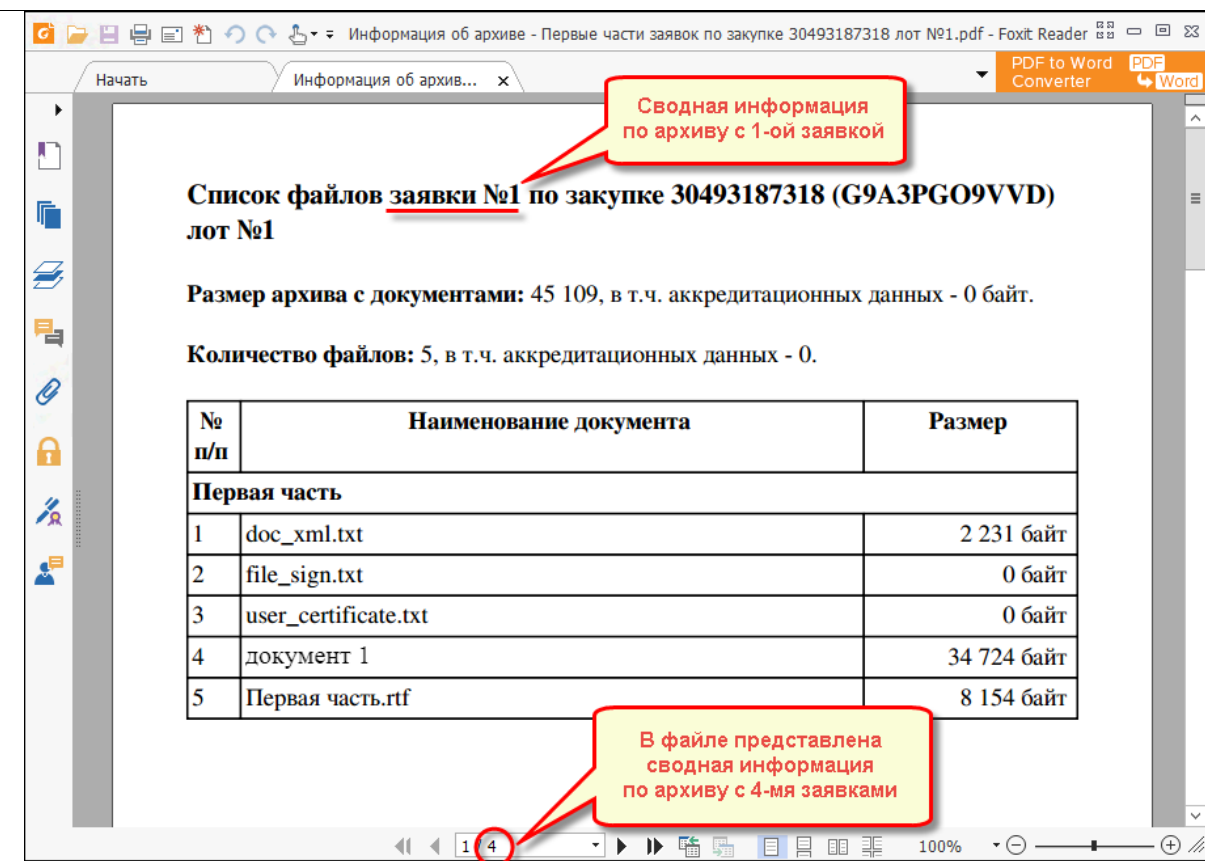 Информация об архиве - Первые части заявок по закупке 30493187318 лот №1.pdf - Foxit Reader
Начать
Информация об архив... x
PDF to Word Converter
PDF Word
Сводная информация
по архиву с 1-ой заявкой
Список файлов заявки №1 по закупке 30493187318 (G9A3PGO9VVD)
лот №1
Размер архива с документами: 45 109, в т.ч. аккредитационных данных - 0 байт.
Количество файлов: 5, в т.ч. аккредитационных данных - 0.
№ п/п Наименование документа Размер
Первая часть
1 doc_xml.txt 2 231 байт
2 file_sign.txt 0 байт
3 user_certificate.txt 0 байт
4 документ 1 34 724 байт
5 Первая часть.rtf 8 154 байт
В файле представлена
сводная информация
по архиву с 4-мя заявками
1 / 4
100%